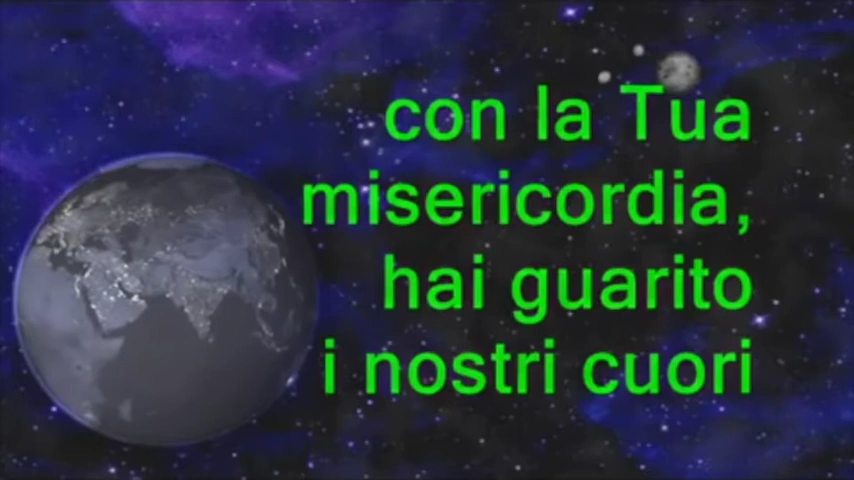 con la Tua
misericordia,
hai guarito
i nostri cuori